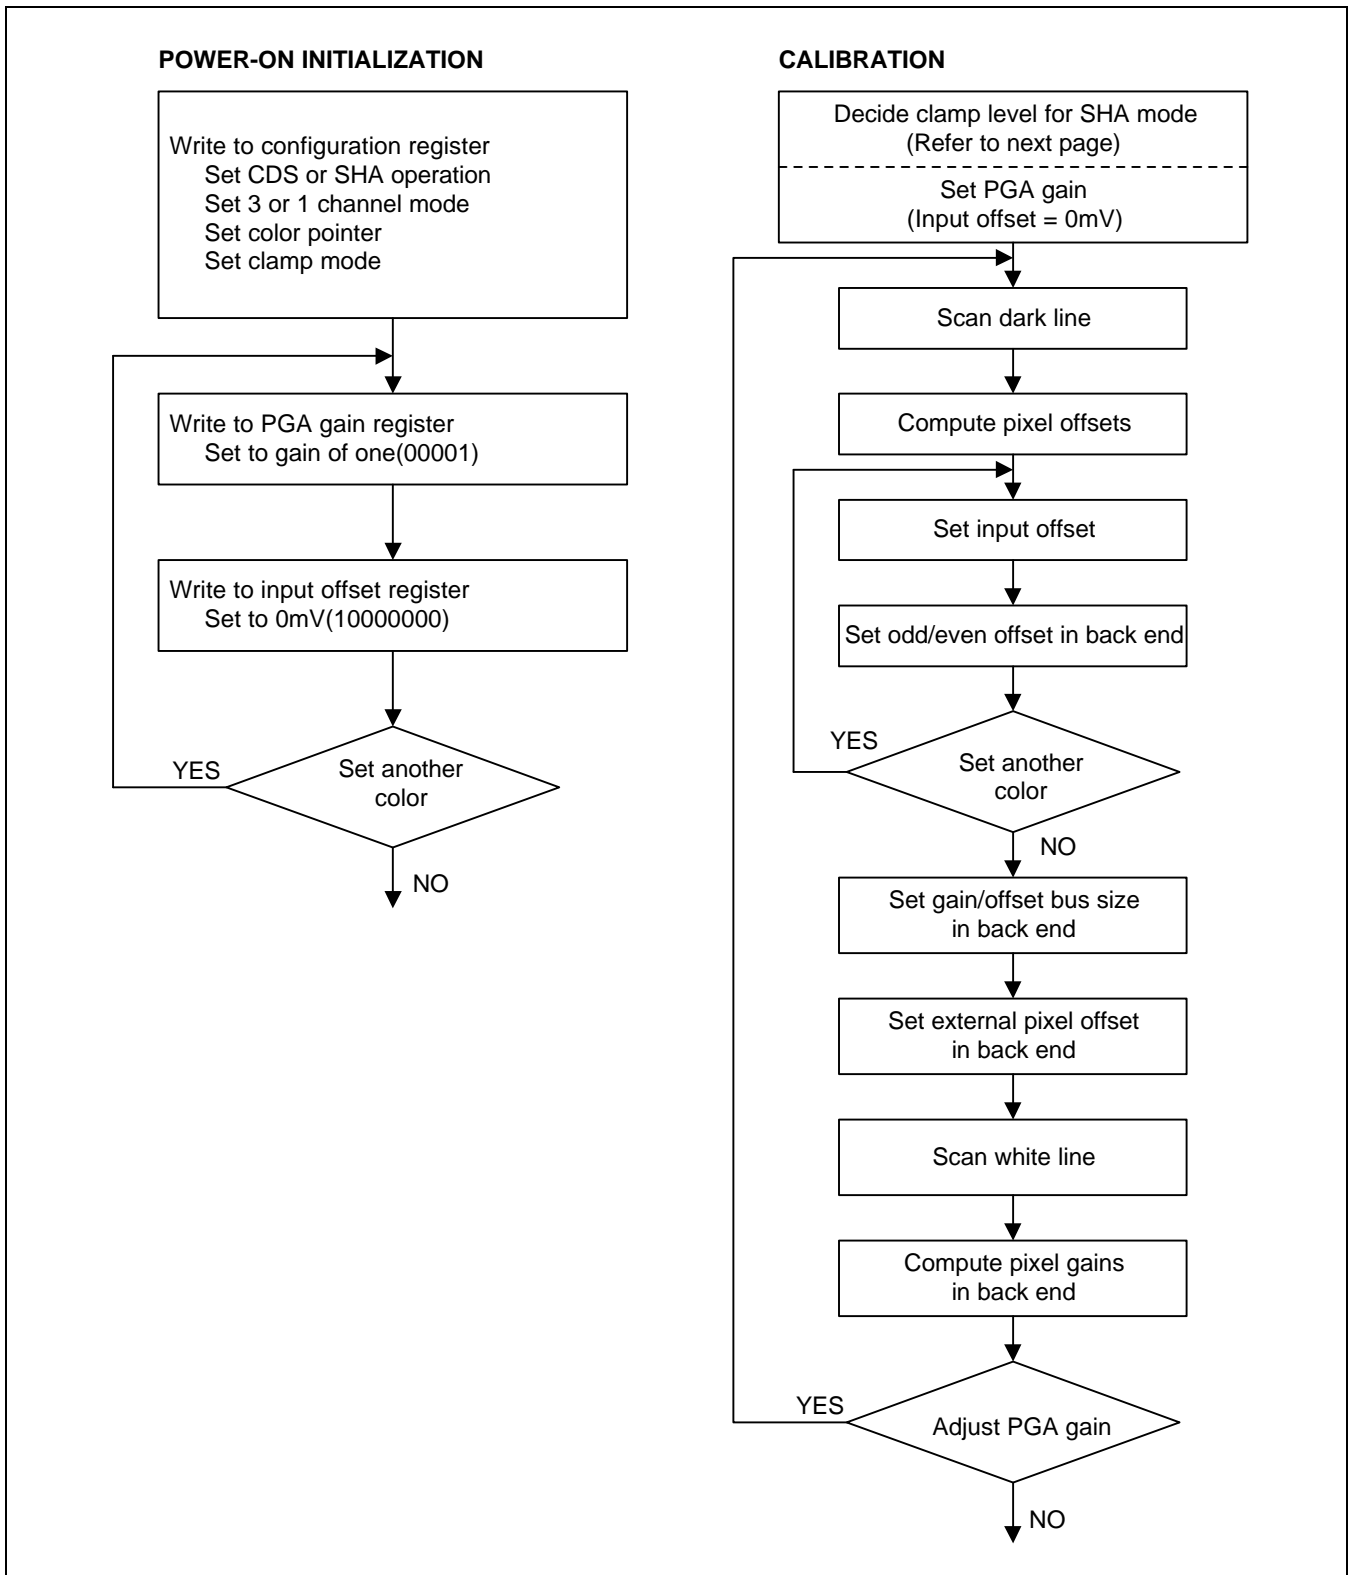 POWER-ON INITIALIZATION
Write to configuration register
Set CDS or SHA operation
Set 3 or 1 channel mode
Set color pointer
Set clamp mode
Write to PGA gain register
Set to gain of one(00001)
Write to input offset register
Set to 0mV(10000000)
YES
Set another
color
NO
CALIBRATION
Decide clamp level for SHA mode
(Refer to next page)
Set PGA gain
(Input offset = 0mV)
Scan dark line
Compute pixel offsets
Set input offset
Set odd/even offset in back end
YES
Set another
color
NO
Set gain/offset bus size
in back end
Set external pixel offset
in back end
Scan white line
Compute pixel gains
in back end
YES
Adjust PGA gain
NO